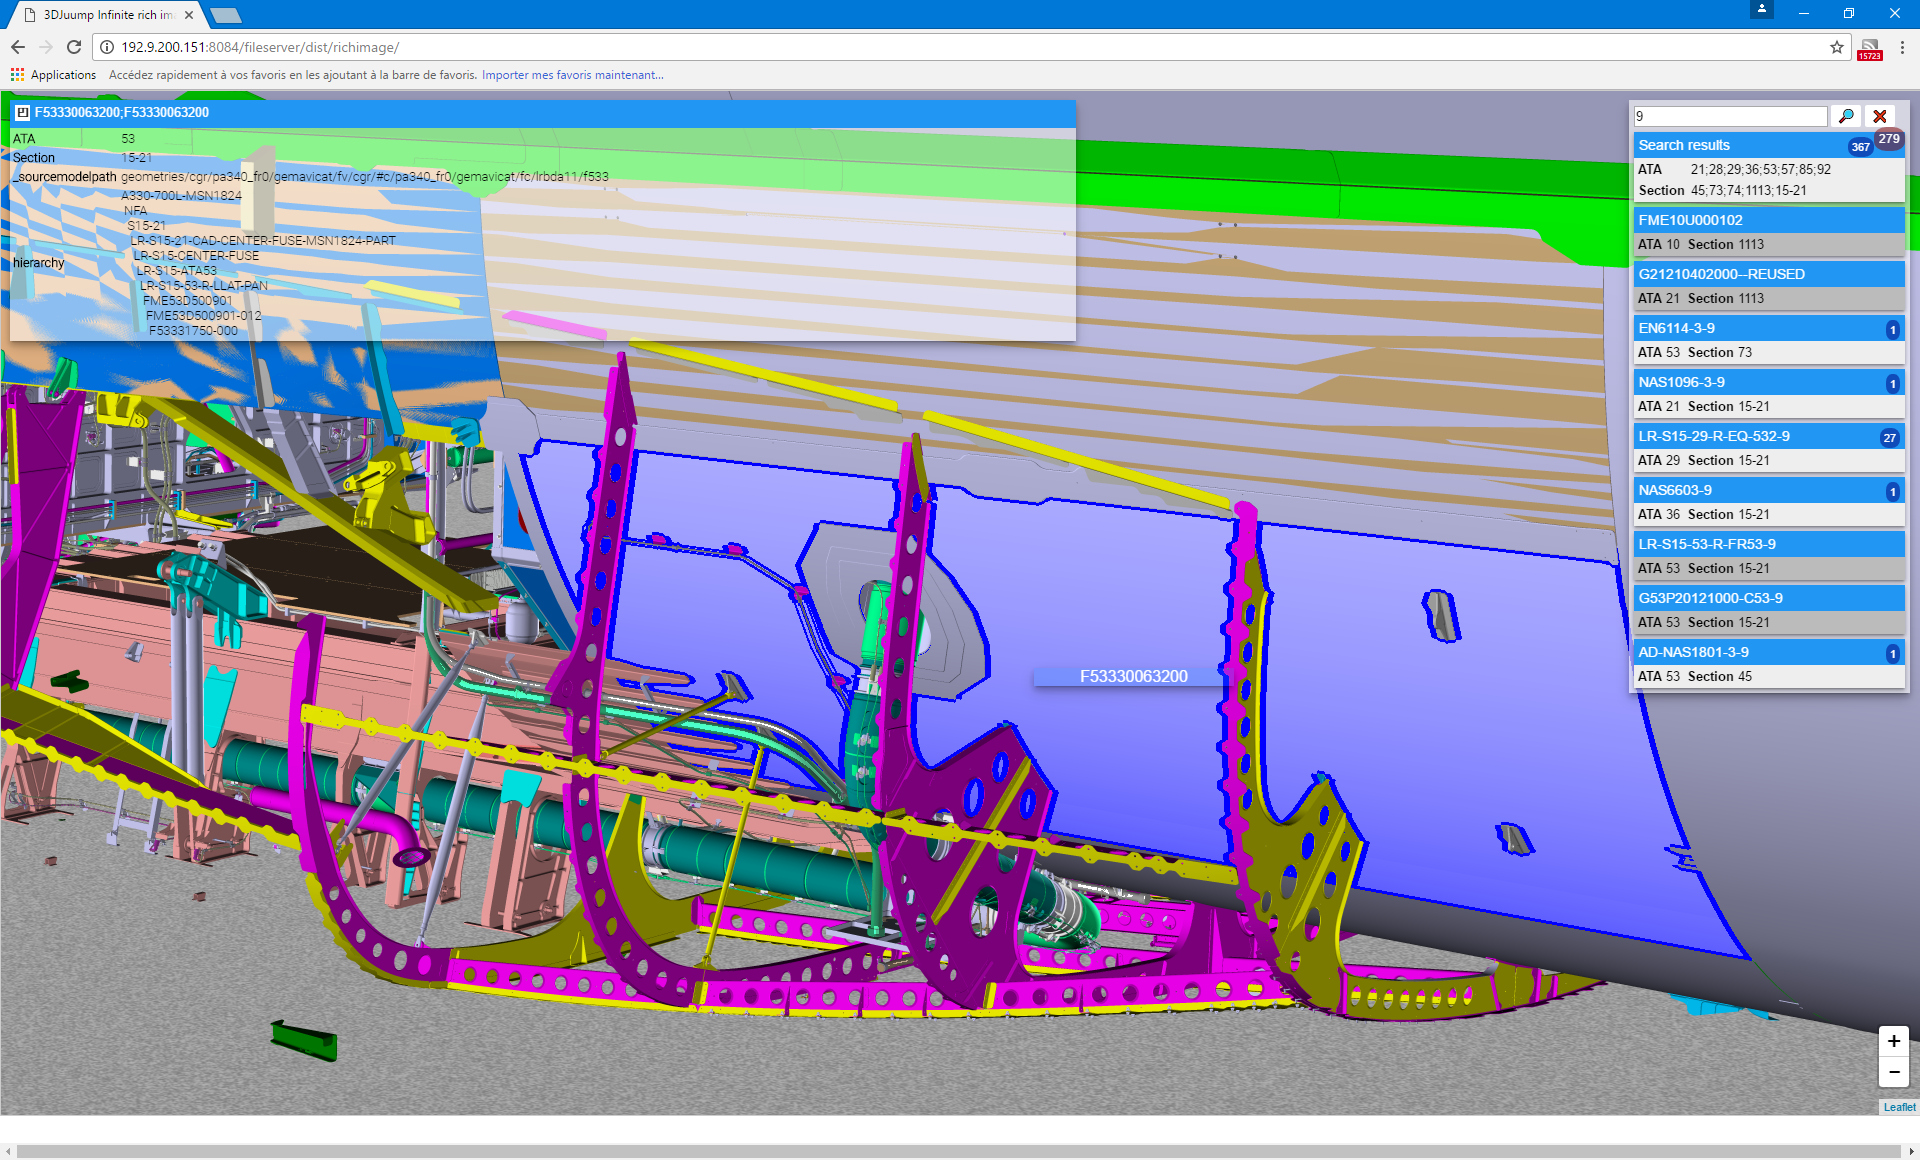 3DJuump Infinite rich im
192.9.200.151:8084/fileserver/dist/richimage/
15723
Applications Accédez rapidement à vos favoris en les ajoutant à la barre de favoris. Importer mes favoris maintenant...
F53330063200;F53330063200
ATA 53
Section 15-21
_sourcemodelpath geometries/cgr/pa340_fr0/gemavicat/fv/cgr/#c/pa340_fr0/gemavicat/fc/lrbda11/f533
hierarchy
A330-700L-MSN1824
NFA
S15-21
LR-S15-21-CAD-CENTER-FUSE-MSN1824-PART
LR-S15-CENTER-FUSE
LR-S15-ATA53
LR-S15-53-R-LLAT-PAN
FME53D500901
FME53D500901-012
F53331750-000
F53330063200
9
Search results 367 279
ATA 21;28;29;36;53;57;85;92
Section 45;73;74;1113;15-21
FME10U000102
ATA 10 Section 1113
G21210402000--REUSED
ATA 21 Section 1113
EN6114-3-9 1
ATA 53 Section 73
NAS1096-3-9 1
ATA 21 Section 15-21
LR-S15-29-R-EQ-532-9 27
ATA 29 Section 15-21
NAS6603-9 1
ATA 36 Section 15-21
LR-S15-53-R-FR53-9
ATA 53 Section 15-21
G53P20121000-C53-9
ATA 53 Section 15-21
AD-NAS1801-3-9 1
ATA 53 Section 45
+
−
Leaflet